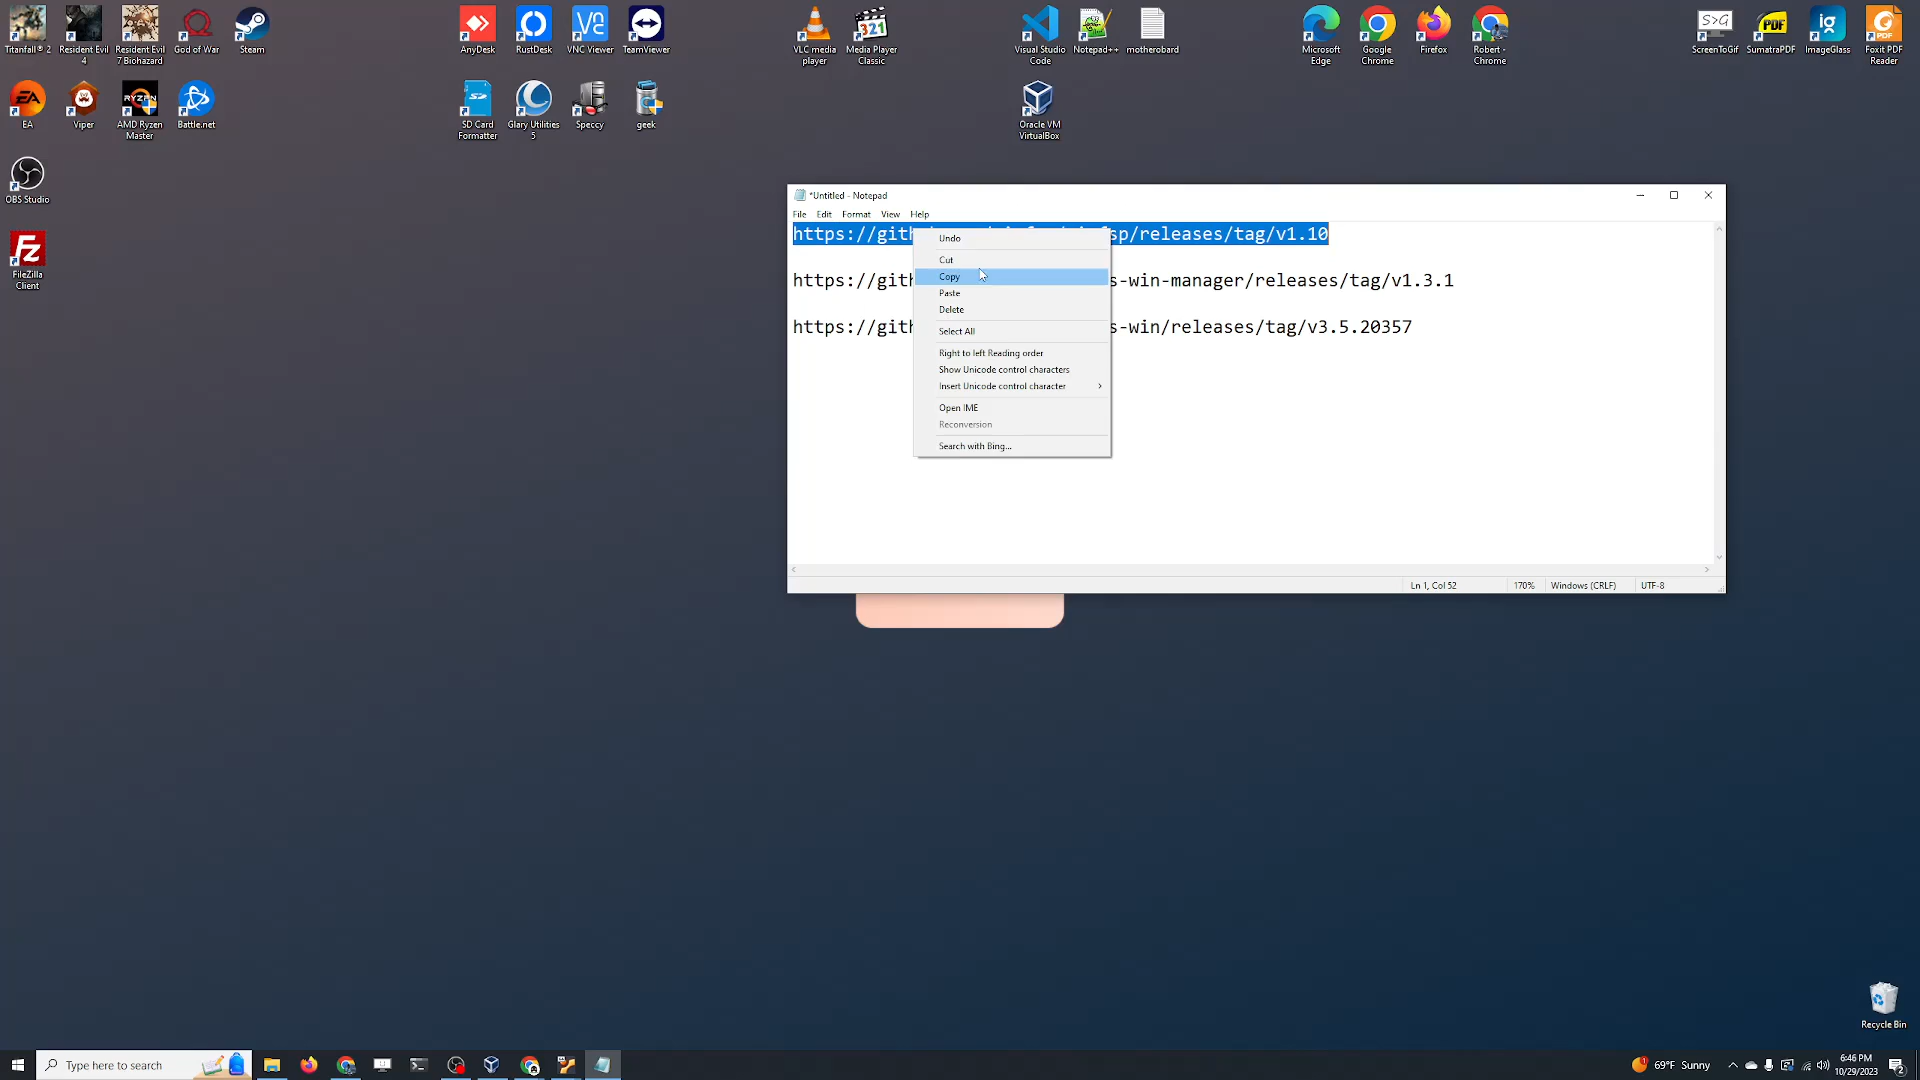 Titanfall® 2
Resident Evil 4
Resident Evil 7 Biohazard
God of War
Steam
AnyDesk
RustDesk
VNC Viewer
TeamViewer
VLC media player
Media Player Classic
Visual Studio Code
Notepad++
motherobard
Microsoft Edge
Google Chrome
Firefox
Robert - Chrome
ScreenToGif
SumatraPDF
ImageGlass
Foxit PDF Reader
EA
Viper
AMD Ryzen Master
Battle.net
SD Card Formatter
Glary Utilities 5
Speccy
geek
Oracle VM VirtualBox
OBS Studio
FileZilla Client
*Untitled - Notepad
File Edit Format View Help
https://gith sp/releases/tag/v1.10
https://gith s-win-manager/releases/tag/v1.3.1
https://gith s-win/releases/tag/v3.5.20357
Undo
Cut
Copy
Paste
Delete
Select All
Right to left Reading order
Show Unicode control characters
Insert Unicode control character
Open IME
Reconversion
Search with Bing...
Ln 1, Col 52 170% Windows (CRLF) UTF-8
Recycle Bin
Type here to search
69°F Sunny
6:46 PM
10/29/2023